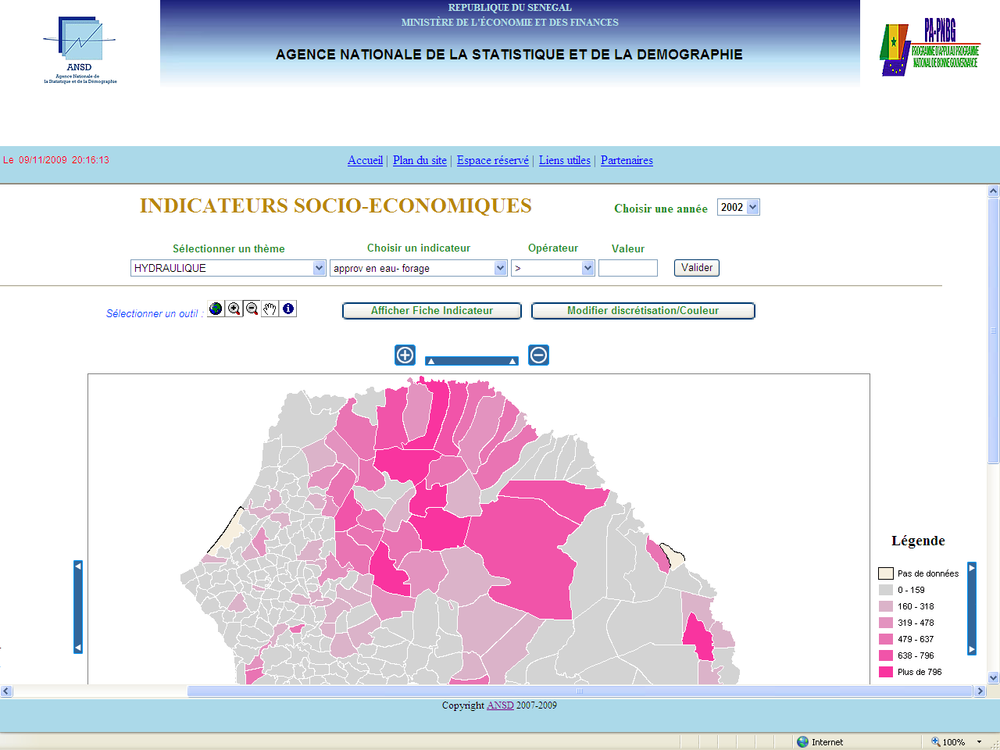 REPUBLIQUE DU SENEGAL
MINISTÈRE DE L'ÉCONOMIE ET DES FINANCES
AGENCE NATIONALE DE LA STATISTIQUE ET DE LA DEMOGRAPHIE
ANSD
Agence Nationale de
la Statistique et de la Démographie
PA-PNBG
PROGRAMME D'APPUI AU PROGRAMME
NATIONAL DE BONNE GOUVERNANCE
Le 09/11/2009 20:16:13
Accueil | Plan du site | Espace réservé | Liens utiles | Partenaires
INDICATEURS SOCIO-ECONOMIQUES
Choisir une année 2002
Sélectionner un thème Choisir un indicateur Opérateur Valeur
HYDRAULIQUE approv en eau- forage > Valider
Sélectionner un outil :
Afficher Fiche Indicateur Modifier discrétisation/Couleur
Légende
Pas de données
0 - 159
160 - 318
319 - 478
479 - 637
638 - 796
Plus de 796
Copyright ANSD 2007-2009
Internet 100%